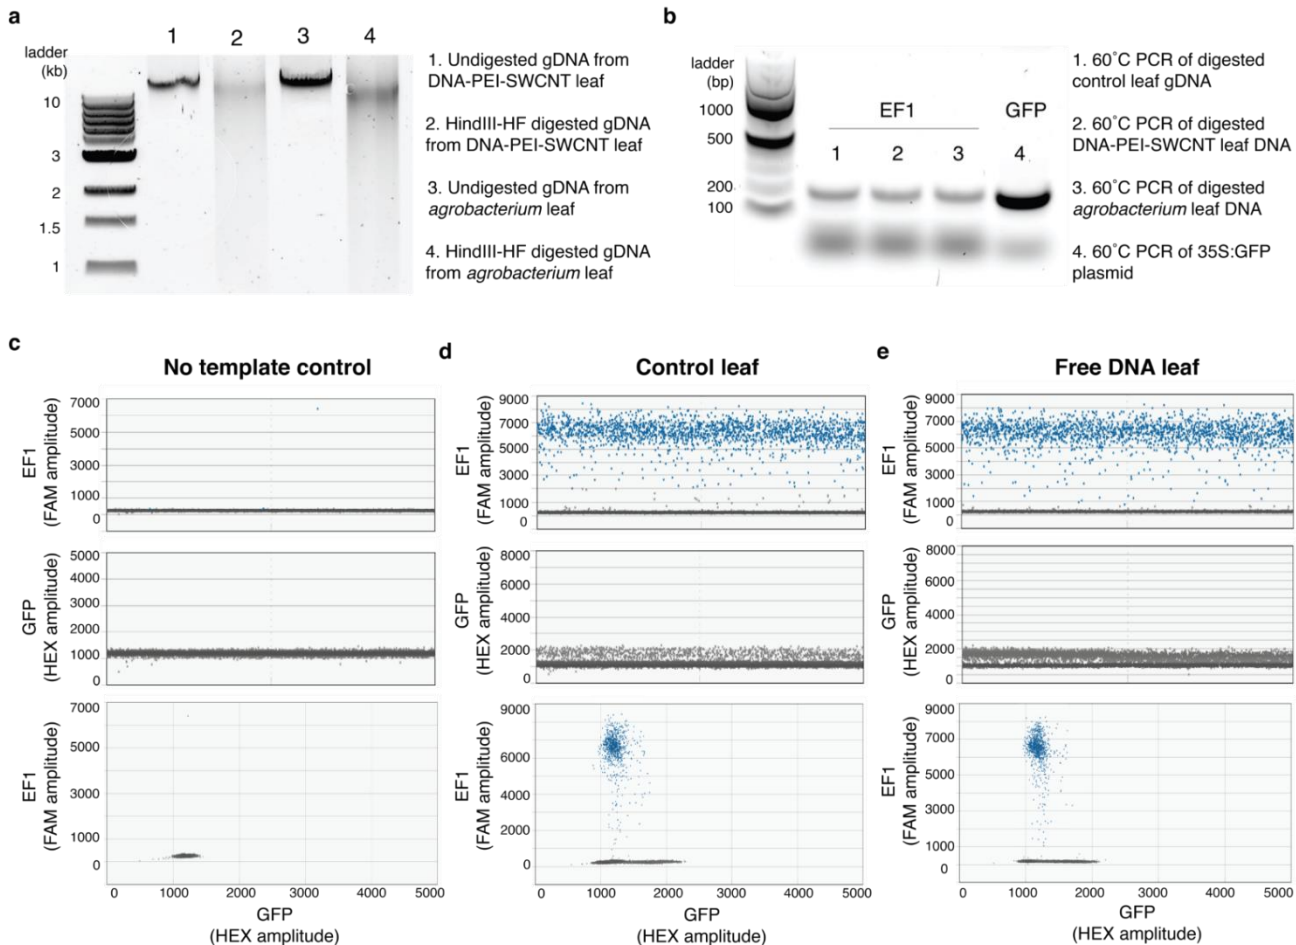 a
1 2 3 4
ladder
(kb)
10
3
2
1.5
1
1. Undigested gDNA from
DNA-PEI-SWCNT leaf
2. HindIII-HF digested gDNA
from DNA-PEI-SWCNT leaf
3. Undigested gDNA from
agrobacterium leaf
4. HindIII-HF digested gDNA
from agrobacterium leaf
b
ladder
(bp)
1000
500
200
100
EF1 GFP
1 2 3 4
1. 60°C PCR of digested
control leaf gDNA
2. 60°C PCR of digested
DNA-PEI-SWCNT leaf DNA
3. 60°C PCR of digested
agrobacterium leaf DNA
4. 60°C PCR of 35S:GFP
plasmid
c
No template control
EF1
(FAM amplitude)
7000
5000
3000
1000
0
GFP
(HEX amplitude)
5000
4000
3000
2000
1000
0
EF1
(FAM amplitude)
7000
5000
3000
1000
0
0 1000 2000 3000 4000 5000
GFP
(HEX amplitude)
d
Control leaf
EF1
(FAM amplitude)
9000
7000
5000
3000
1000
0
GFP
(HEX amplitude)
8000
6000
4000
2000
0
EF1
(FAM amplitude)
9000
6000
4000
2000
0
0 1000 2000 3000 4000 5000
GFP
(HEX amplitude)
e
Free DNA leaf
EF1
(FAM amplitude)
9000
7000
5000
3000
1000
0
GFP
(HEX amplitude)
8000
6000
4000
2000
0
EF1
(FAM amplitude)
9000
7000
5000
3000
1000
0
0 1000 2000 3000 4000 5000
GFP
(HEX amplitude)